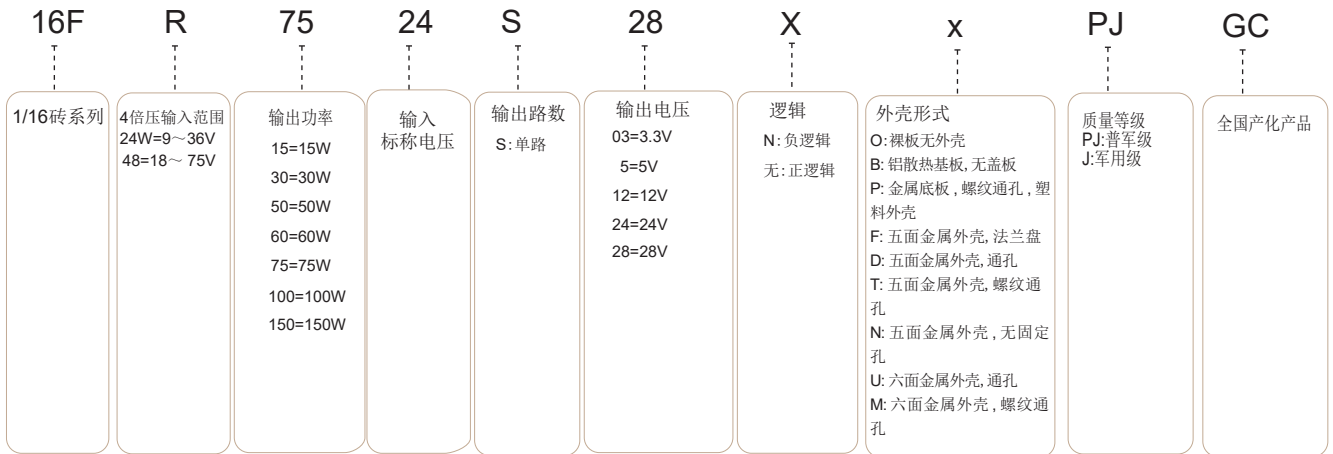 16F R 75 24 S 28 X x PJ GC
1/16砖系列
4倍压输入范围
24W=9～36V
48=18～ 75V
输出功率
15=15W
30=30W
50=50W
60=60W
75=75W
100=100W
150=150W
输入
标称电压
输出路数
S:单路
输出电压
03=3.3V
5=5V
12=12V
24=24V
28=28V
逻辑
N:负逻辑
无:正逻辑
外壳形式
O:裸板无外壳
B: 铝散热基板,无盖板
P: 金属底板 , 螺纹通孔 , 塑
料外壳
F: 五面金属外壳, 法兰盘
D: 五面金属外壳, 通孔
T: 五面金属外壳, 螺纹通
孔
N: 五面金属外壳 , 无固定
孔
U: 六面金属外壳, 通孔
M: 六面金属外壳 , 螺纹通
孔
质量等级
PJ:普军级
J:军用级
全国产化产品